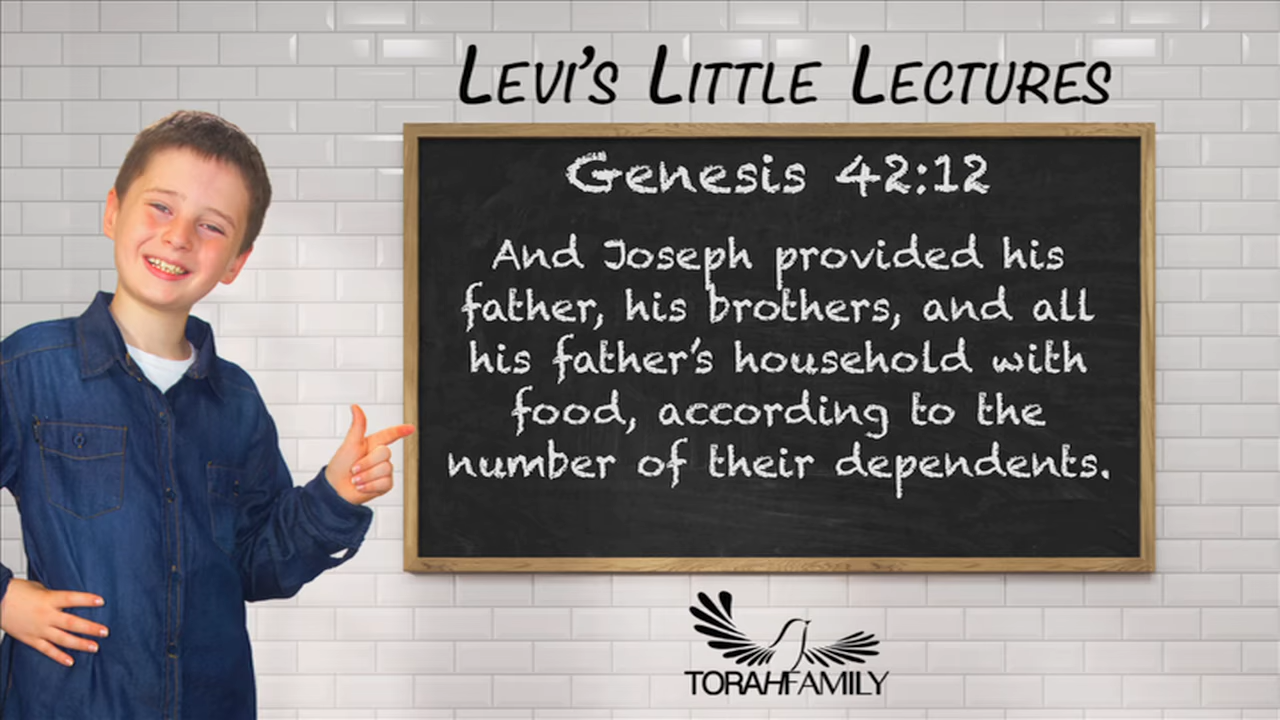 Levi's Little Lectures
Genesis 42:12
And Joseph provided his
father, his brothers, and all
his father's household with
food, according to the
number of their dependents.
TORAHFAMILY